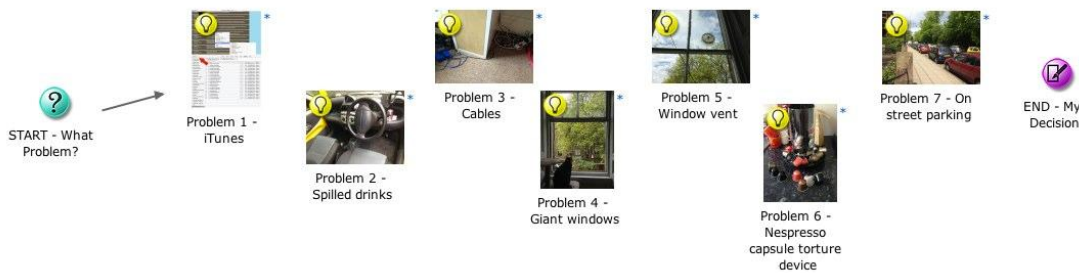 START - What
Problem?
Problem 1 -
iTunes
Problem 2 -
Spilled drinks
Problem 3 -
Cables
Problem 4 -
Giant windows
Problem 5 -
Window vent
Problem 6 -
Nespresso
capsule torture
device
Problem 7 - On
street parking
END - My
Decision